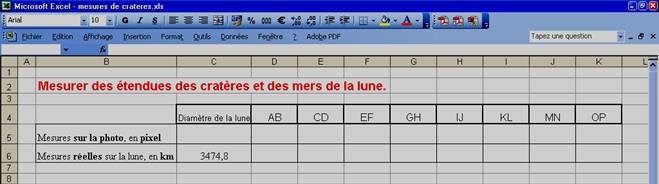 Microsoft Excel - mesures de crateres.xls
Arial 10 G I S
Fichier Edition Affichage Insertion Format Outils Données Fenêtre ? Adobe PDF Tapez une question
fx
A B C D E F G H I J K L
1
2 Mesurer des étendues des cratères et des mers de la lune.
3
4 Diamètre de la lune AB CD EF GH IJ KL MN OP
5 Mesures sur la photo, en pixel
6 Mesures réelles sur la lune, en km 3474,8
7
8